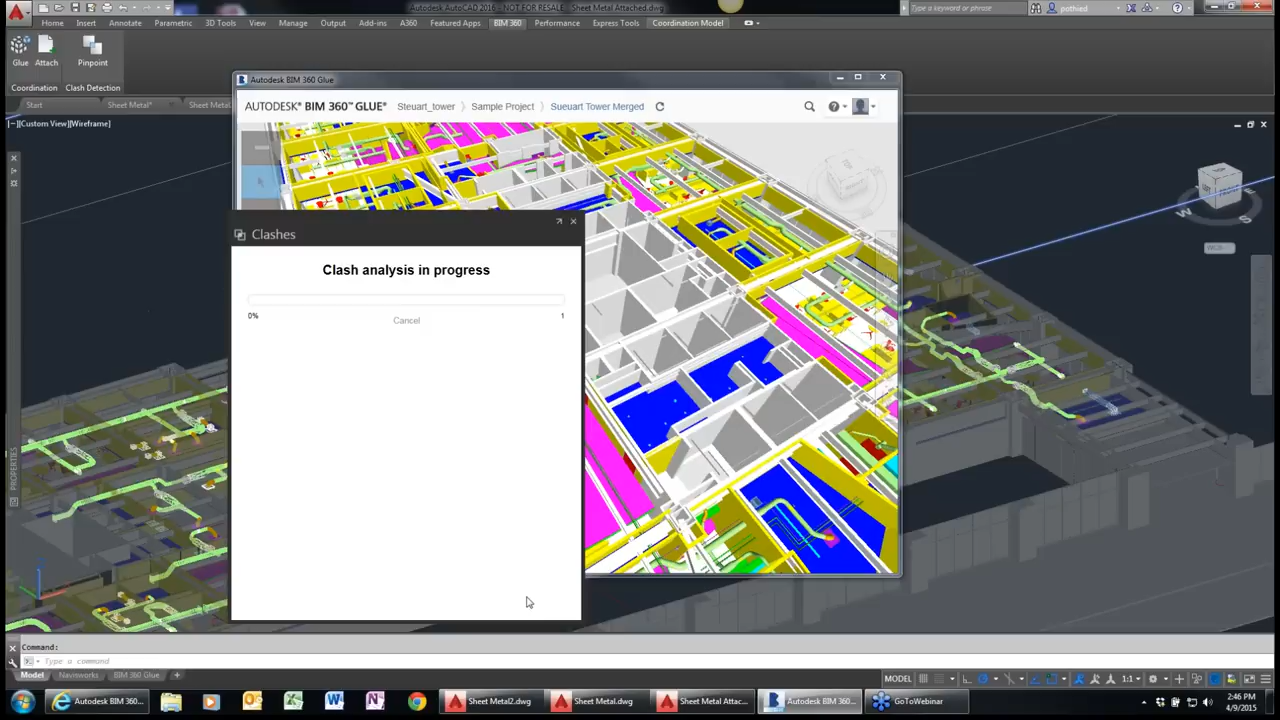 Autodesk AutoCAD 2016 - NOT FOR RESALE   Sheet Metal Attached.dwg
Type a keyword or phrase
pothied
Home Insert Annotate Parametric 3D Tools View Manage Output Add-ins A360 Featured Apps BIM 360 Performance Express Tools Coordination Model
Glue Attach Pinpoint
Coordination Clash Detection
Start Sheet Metal* Sheet Metal
[−][Custom View][Wireframe]
Autodesk BIM 360 Glue
AUTODESK® BIM 360™ GLUE® Steuart_tower Sample Project Sueuart Tower Merged
W S
Clashes
Clash analysis in progress
0% 1
Cancel
PROPERTIES
Command:
Type a command
Model Navisworks BIM 360 Glue +
MODEL 1:1
Autodesk BIM 360... Sheet Metal2.dwg Sheet Metal.dwg Sheet Metal Attac... Autodesk BIM 360... GoToWebinar
2:46 PM
4/9/2015